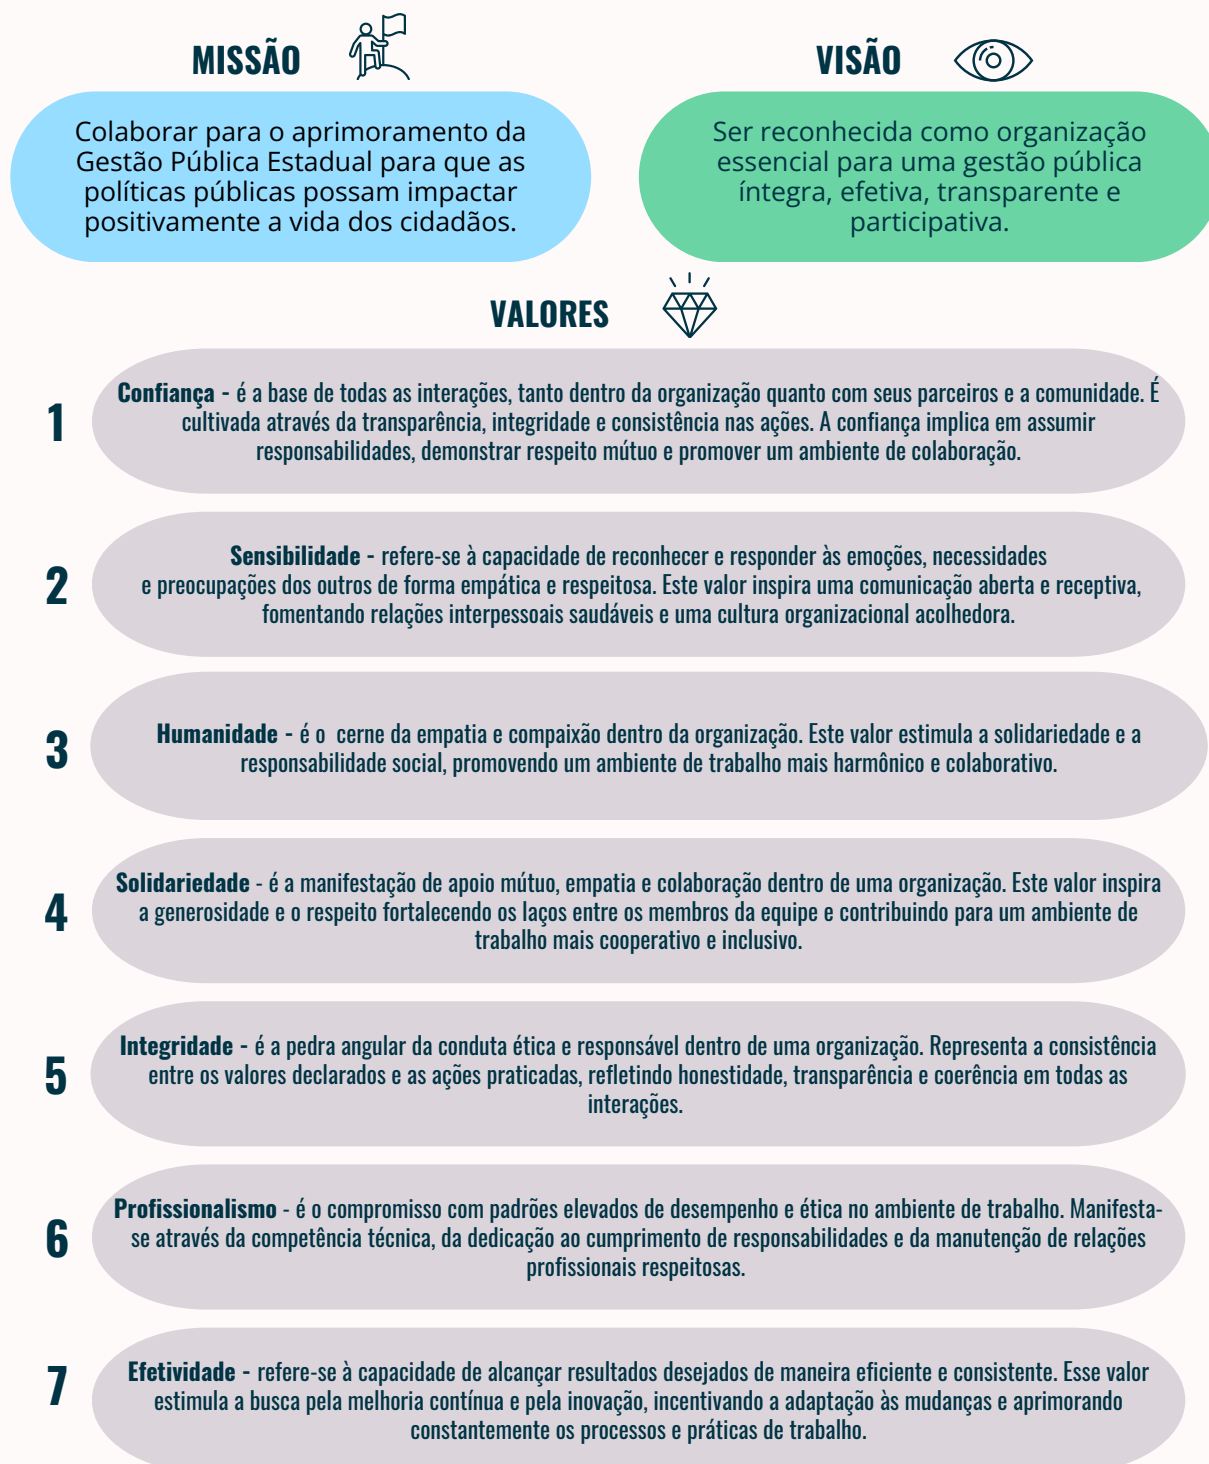 MISSÃO
Colaborar para o aprimoramento da
Gestão Pública Estadual para que as
políticas públicas possam impactar
positivamente a vida dos cidadãos.
VISÃO
Ser reconhecida como organização
essencial para uma gestão pública
íntegra, efetiva, transparente e
participativa.
VALORES
1
Confiança - é a base de todas as interações, tanto dentro da organização quanto com seus parceiros e a comunidade. É
cultivada através da transparência, integridade e consistência nas ações. A confiança implica em assumir
responsabilidades, demonstrar respeito mútuo e promover um ambiente de colaboração.
2
Sensibilidade - refere-se à capacidade de reconhecer e responder às emoções, necessidades
e preocupações dos outros de forma empática e respeitosa. Este valor inspira uma comunicação aberta e receptiva,
fomentando relações interpessoais saudáveis e uma cultura organizacional acolhedora.
3
Humanidade - é o cerne da empatia e compaixão dentro da organização. Este valor estimula a solidariedade e a
responsabilidade social, promovendo um ambiente de trabalho mais harmônico e colaborativo.
4
Solidariedade - é a manifestação de apoio mútuo, empatia e colaboração dentro de uma organização. Este valor inspira
a generosidade e o respeito fortalecendo os laços entre os membros da equipe e contribuindo para um ambiente de
trabalho mais cooperativo e inclusivo.
5
Integridade - é a pedra angular da conduta ética e responsável dentro de uma organização. Representa a consistência
entre os valores declarados e as ações praticadas, refletindo honestidade, transparência e coerência em todas as
interações.
6
Profissionalismo - é o compromisso com padrões elevados de desempenho e ética no ambiente de trabalho. Manifesta-
se através da competência técnica, da dedicação ao cumprimento de responsabilidades e da manutenção de relações
profissionais respeitosas.
7
Efetividade - refere-se à capacidade de alcançar resultados desejados de maneira eficiente e consistente. Esse valor
estimula a busca pela melhoria contínua e pela inovação, incentivando a adaptação às mudanças e aprimorando
constantemente os processos e práticas de trabalho.